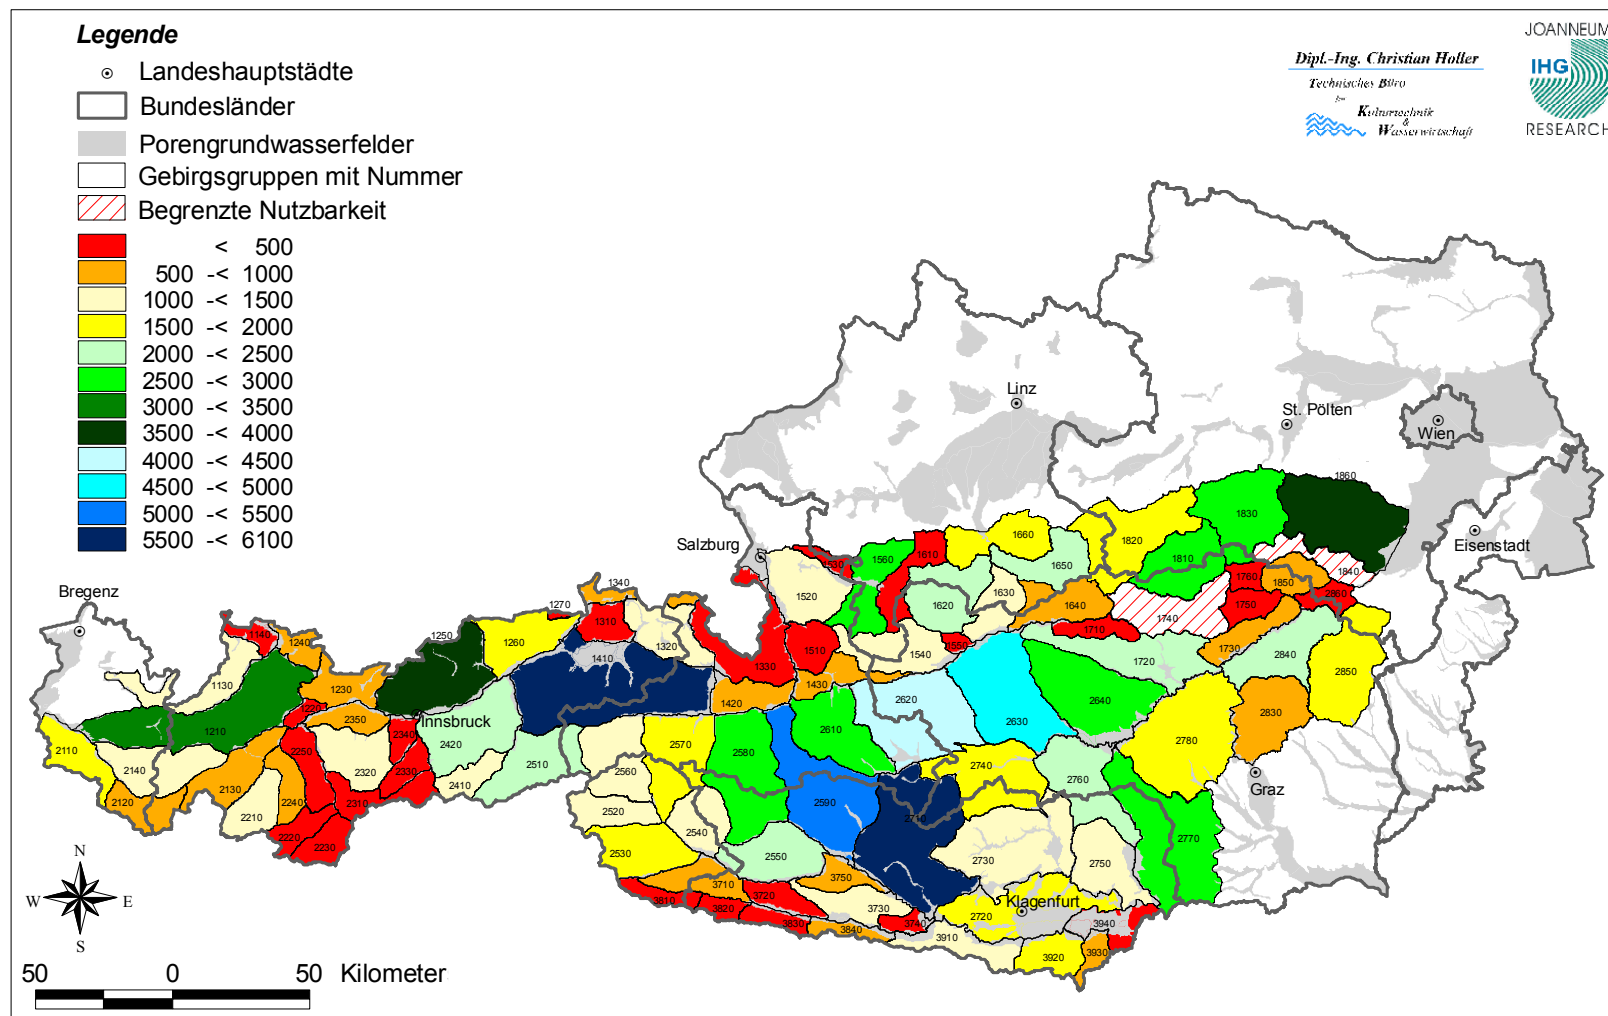 Legende
Landeshauptstädte
Bundesländer
Porengrundwasserfelder
Gebirgsgruppen mit Nummer
Begrenzte Nutzbarkeit
< 500
500 -< 1000
1000 -< 1500
1500 -< 2000
2000 -< 2500
2500 -< 3000
3000 -< 3500
3500 -< 4000
4000 -< 4500
4500 -< 5000
5000 -< 5500
5500 -< 6100
Dipl.-Ing. Christian Holler
Technisches Büro
für
Kulturtechnik
&
Wasserwirtschaft
JOANNEUM
IHG
RESEARCH
Linz
St. Pölten
Wien
Eisenstadt
Salzburg
Bregenz
Innsbruck
Graz
Klagenfurt
1860
1830
1820
1810
1840
1850
1760
2860
1750
1740
1660
1650
1610
1560
1530
1520
1620
1630
1640
1710
1730
1720
2840
2850
2830
1340
1270
1310
1320
1410
1330
1510
1540
1550
1430
1420
1140
1240
1250
1260
1130
1230
1220
1210
2350
2340
2420
2250
2320
2330
2310
2410
2510
2110
2140
2120
2130
2240
2210
2220
2230
2570
2560
2580
2520
2540
2530
2550
2610
2620
2630
2640
2590
2710
2740
2760
2780
2770
2730
2750
2720
3750
3710
3720
3730
3740
3810
3820
3830
3840
3910
3920
3930
3940
N
W
E
S
50 0 50 Kilometer